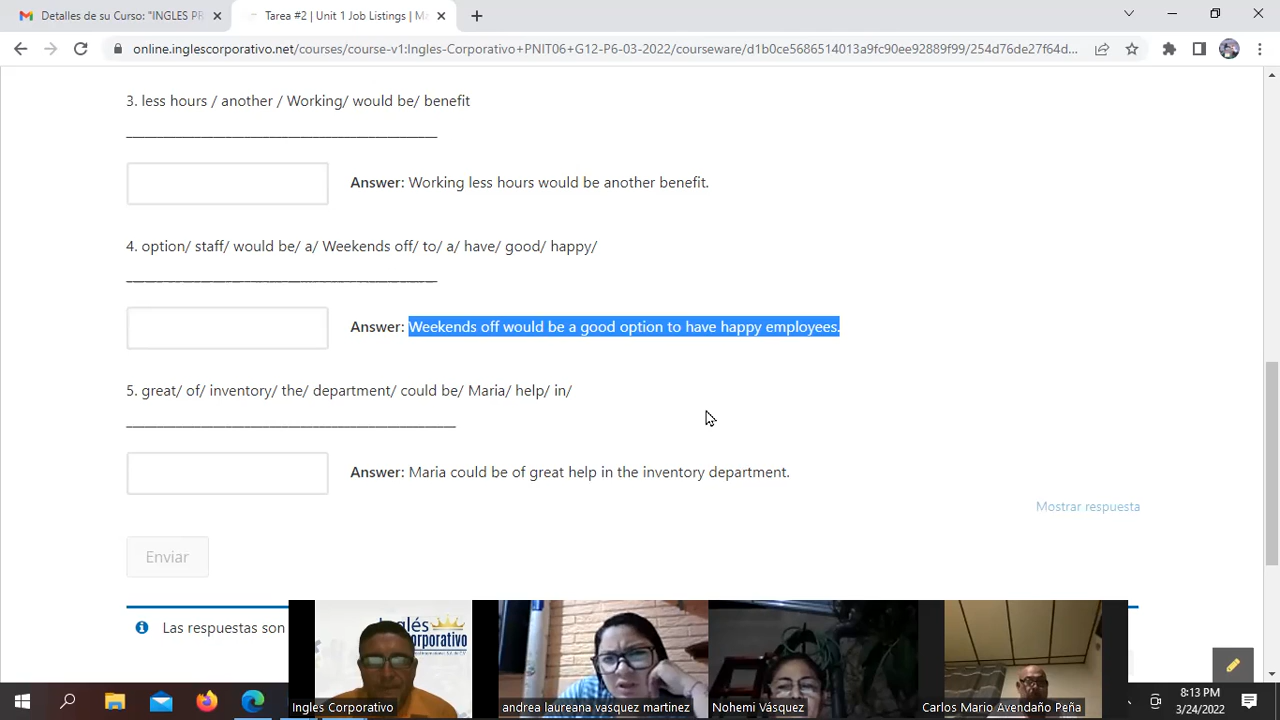 Detalles de su Curso: "INGLES PR
Tarea #2 | Unit 1 Job Listings | Ma
online.inglescorporativo.net/courses/course-v1:Ingles-Corporativo+PNIT06+G12-P6-03-2022/courseware/d1b0ce5686514013a9fc90ee92889f99/254d76de27f64d...
3. less hours / another / Working/ would be/ benefit
Answer: Working less hours would be another benefit.
4. option/ staff/ would be/ a/ Weekends off/ to/ a/ have/ good/ happy/
Answer: Weekends off would be a good option to have happy employees.
5. great/ of/ inventory/ the/ department/ could be/ Maria/ help/ in/
Answer: Maria could be of great help in the inventory department.
Mostrar respuesta
Enviar
Las respuestas son
Inglés
Corporativo
Ingles Corporativo
andrea laureana vasquez martinez
Nohemi Vásquez
Carlos Mario Avendaño Peña
8:13 PM
3/24/2022